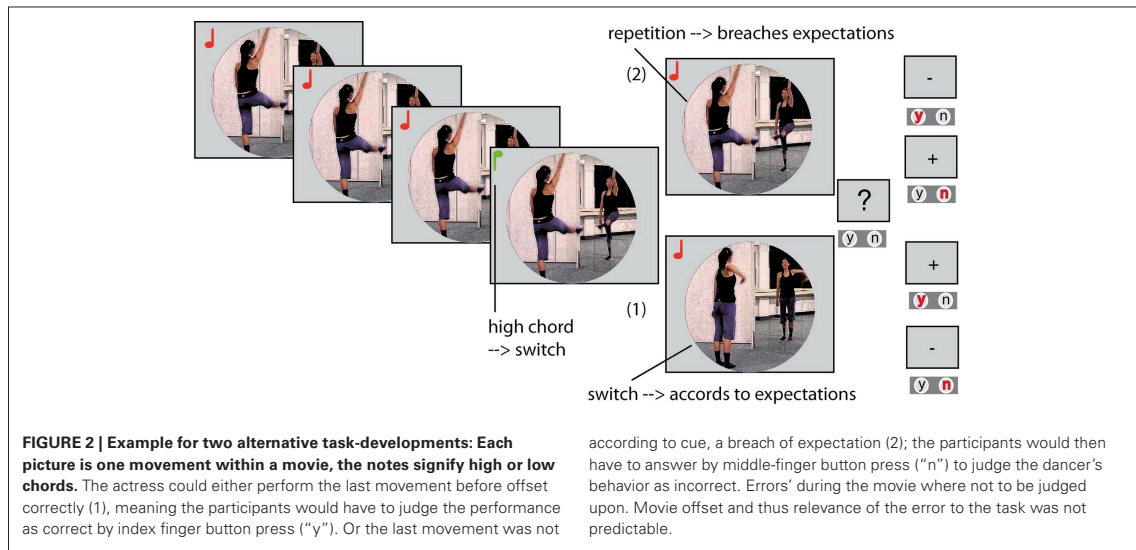 repetition --> breaches expectations
(2)
-
y n
+
y n
?
y n
high chord
--> switch
(1)
+
y n
-
y n
switch --> accords to expectations
FIGURE 2 | Example for two alternative task-developments: Each
picture is one movement within a movie, the notes signify high or low
chords. The actress could either perform the last movement before offset
correctly (1), meaning the participants would have to judge the performance
as correct by index finger button press (“y”). Or the last movement was not
according to cue, a breach of expectation (2); the participants would then
have to answer by middle-finger button press (“n”) to judge the dancer’s
behavior as incorrect. Errors’ during the movie where not to be judged
upon. Movie offset and thus relevance of the error to the task was not
predictable.